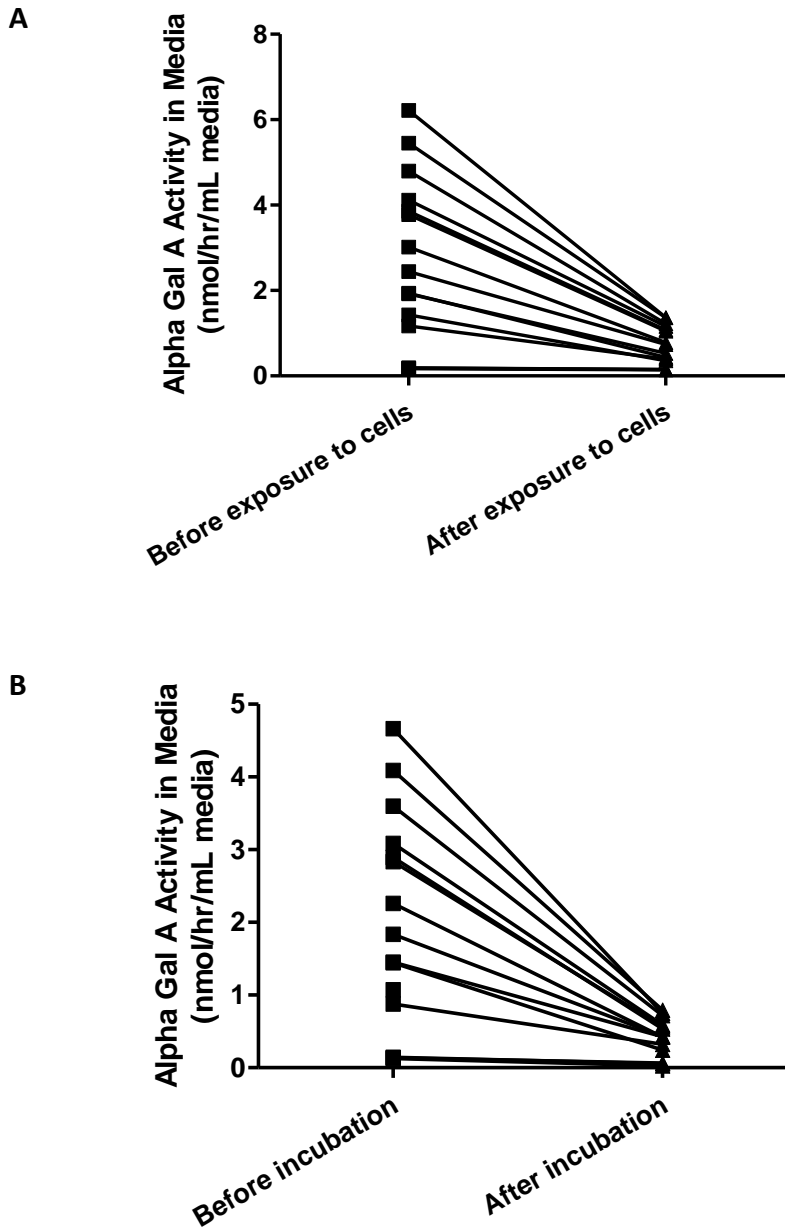 A
Alpha Gal A Activity in Media
(nmol/hr/mL media)
8
6
4
2
0
Before exposure to cells
After exposure to cells
B
Alpha Gal A Activity in Media
(nmol/hr/mL media)
5
4
3
2
1
0
Before incubation
After incubation